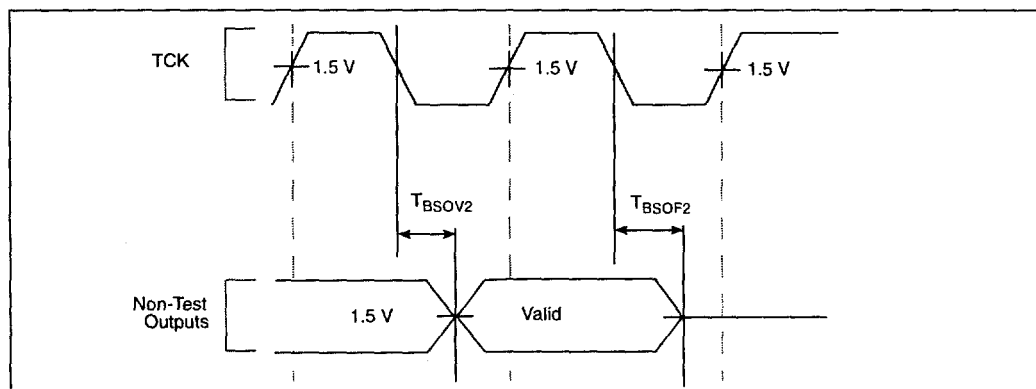 TCK
1.5 V
1.5 V
1.5 V
TBSOV2
TBSOF2
Non-Test
Outputs
1.5 V
Valid